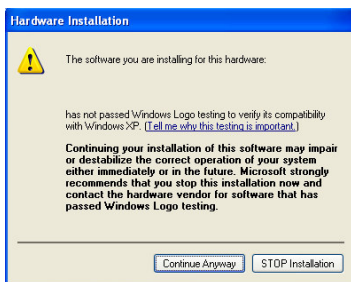 Hardware Installation
The software you are installing for this hardware:
has not passed Windows Logo testing to verify its compatibility
with Windows XP. (Tell me why this testing is important.)
Continuing your installation of this software may impair
or destabilize the correct operation of your system
either immediately or in the future. Microsoft strongly
recommends that you stop this installation now and
contact the hardware vendor for software that has
passed Windows Logo testing.
Continue Anyway STOP Installation